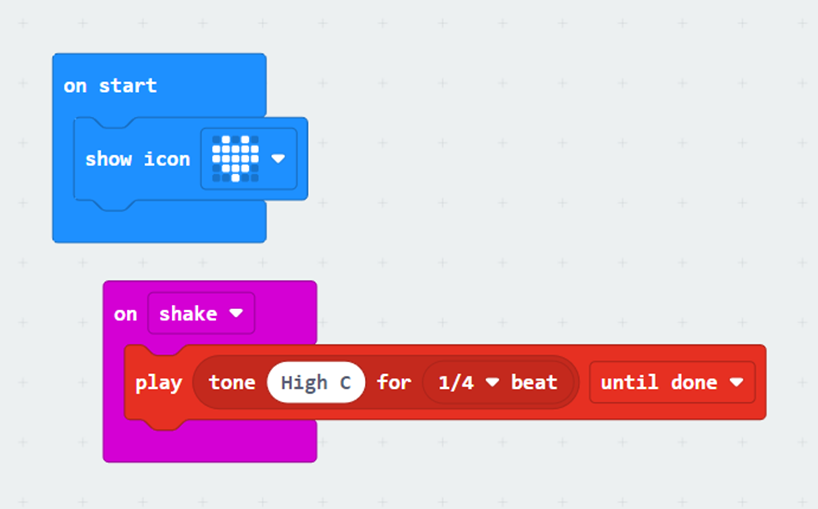 on start
show icon
on shake
play tone High C for 1/4 beat until done